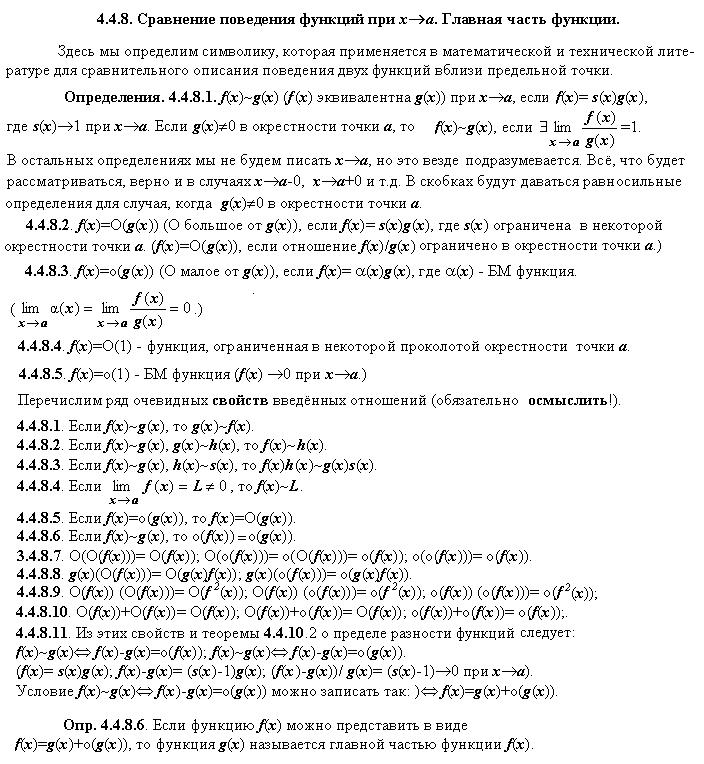 4.4.8. Сравнение поведения функций при x→a. Главная часть функции.
Здесь мы определим символику, которая применяется в математической и технической лите-
ратуре для сравнительного описания поведения двух функций вблизи предельной точки.
Определения. 4.4.8.1. f(x)~g(x) (f(x) эквивалентна g(x)) при x→a, если f(x)= s(x)g(x),
где s(x)→1 при x→a. Если g(x)≠0 в окрестности точки a, то f(x)~g(x), если ∃ lim x→a f(x)/g(x) =1.
В остальных определениях мы не будем писать x→a, но это везде подразумевается. Всё, что будет
рассматриваться, верно и в случаях x→a-0, x→a+0 и т.д. В скобках будут даваться равносильные
определения для случая, когда g(x)≠0 в окрестности точки a.
4.4.8.2. f(x)=O(g(x)) (О большое от g(x)), если f(x)= s(x)g(x), где s(x) ограничена в некоторой
окрестности точки a. (f(x)=O(g(x)), если отношение f(x)/g(x) ограничено в окрестности точки a.)
4.4.8.3. f(x)=o(g(x)) (О малое от g(x)), если f(x)= α(x)g(x), где α(x) - БМ функция.
( lim x→a α(x) = lim x→a f(x)/g(x) = 0 .)
4.4.8.4. f(x)=O(1) - функция, ограниченная в некоторой проколотой окрестности точки a.
4.4.8.5. f(x)=o(1) - БМ функция (f(x) →0 при x→a.)
Перечислим ряд очевидных свойств введённых отношений (обязательно осмыслить!).
4.4.8.1. Если f(x)~g(x), то g(x)~f(x).
4.4.8.2. Если f(x)~g(x), g(x)~h(x), то f(x)~h(x).
4.4.8.3. Если f(x)~g(x), h(x)~s(x), то f(x)h(x)~g(x)s(x).
4.4.8.4. Если lim x→a f(x) = L ≠ 0 , то f(x)~L.
4.4.8.5. Если f(x)=o(g(x)), то f(x)=O(g(x)).
4.4.8.6. Если f(x)~g(x), то o(f(x)) =o(g(x)).
3.4.8.7. O(O(f(x)))= O(f(x)); O(o(f(x)))= o(O(f(x)))= o(f(x)); o(o(f(x)))= o(f(x)).
4.4.8.8. g(x)(O(f(x)))= O(g(x)f(x)); g(x)(o(f(x)))= o(g(x)f(x)).
4.4.8.9. O(f(x)) (O(f(x)))= O(f²(x)); O(f(x)) (o(f(x)))= o(f²(x)); o(f(x)) (o(f(x)))= o(f²(x));
4.4.8.10. O(f(x))+O(f(x))= O(f(x)); O(f(x))+o(f(x))= O(f(x)); o(f(x))+o(f(x))= o(f(x));.
4.4.8.11. Из этих свойств и теоремы 4.4.10.2 о пределе разности функций следует:
f(x)~g(x)⇔ f(x)-g(x)=o(f(x)); f(x)~g(x)⇔ f(x)-g(x)=o(g(x)).
(f(x)= s(x)g(x); f(x)-g(x)= (s(x)-1)g(x); (f(x)-g(x))/ g(x)= (s(x)-1)→0 при x→a).
Условие f(x)~g(x)⇔ f(x)-g(x)=o(g(x)) можно записать так: )⇔ f(x)=g(x)+o(g(x)).
Опр. 4.4.8.6. Если функцию f(x) можно представить в виде
f(x)=g(x)+o(g(x)), то функция g(x) называется главной частью функции f(x).